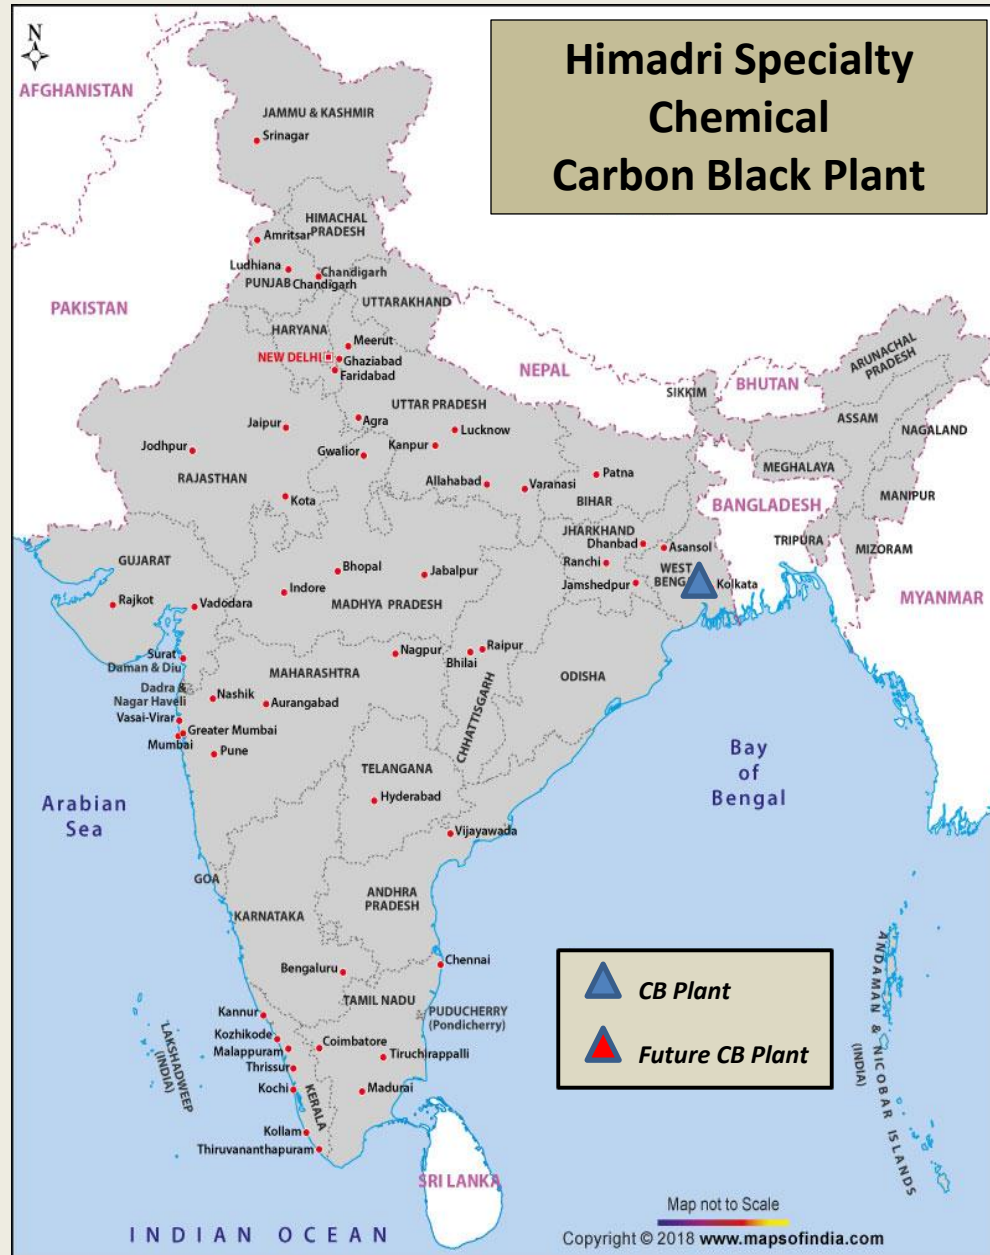 Himadri Specialty
Chemical
Carbon Black Plant
N
AFGHANISTAN
JAMMU & KASHMIR
Srinagar
HIMACHAL
PRADESH
Amritsar
Ludhiana
Chandigarh
PUNJAB
Chandigarh
UTTARAKHAND
PAKISTAN
HARYANA
Meerut
NEW DELHI
Ghaziabad
Faridabad
NEPAL
SIKKIM
BHUTAN
ARUNACHAL
PRADESH
UTTAR PRADESH
ASSAM
NAGALAND
Jaipur
Agra
Lucknow
Jodhpur
Gwalior
Kanpur
MEGHALAYA
RAJASTHAN
Allahabad
Varanasi
Patna
BIHAR
MANIPUR
Kota
BANGLADESH
JHARKHAND
Dhanbad
Asansol
TRIPURA
MIZORAM
GUJARAT
Ranchi
WEST
BENGA
Bhopal
Jabalpur
Jamshedpur
Kolkata
Indore
MADHYA PRADESH
MYANMAR
Rajkot
Vadodara
Surat
Daman & Diu
Nagpur
Bhilai
Raipur
MAHARASHTRA
ODISHA
Dadra &
Nagar Haveli
Nashik
Aurangabad
CHHATTISGARH
Vasai-Virar
Greater Mumbai
Mumbai
Pune
Bay
of
Bengal
TELANGANA
Hyderabad
Arabian
Sea
Vijayawada
GOA
ANDHRA
PRADESH
KARNATAKA
Chennai
Bengaluru
CB Plant
ANDAMAN & NICOBAR ISLANDS
(INDIA)
TAMIL NADU
PUDUCHERRY
(Pondicherry)
Kannur
LAKSHADWEEP
(INDIA)
Kozhikode
Coimbatore
Malappuram
Tiruchirappalli
Future CB Plant
Thrissur
Kochi
KERALA
Madurai
Kollam
Thiruvananthapuram
SRI LANKA
Map not to Scale
INDIAN OCEAN
Copyright © 2018 www.mapsofindia.com